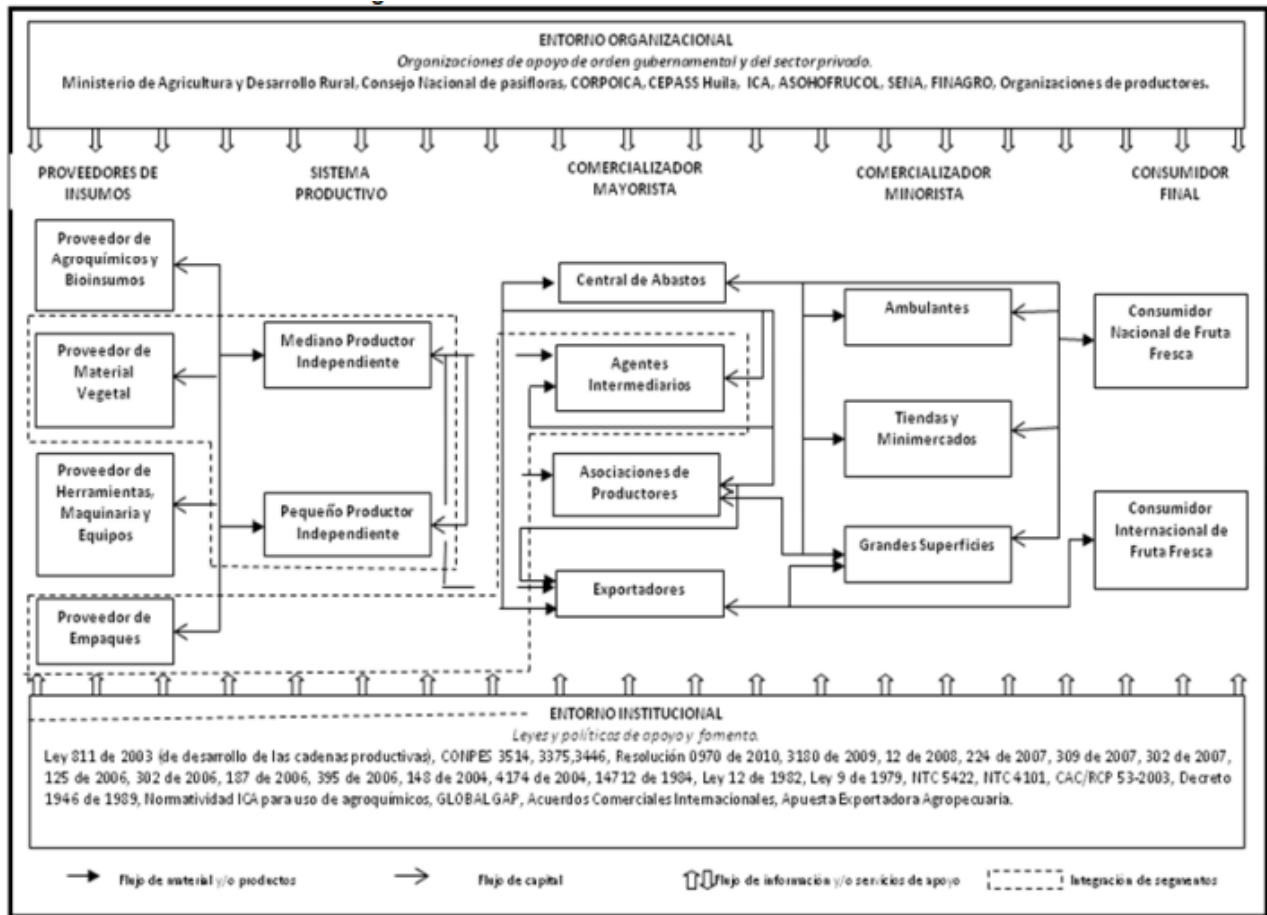 ENTORNO ORGANIZACIONAL
Organizaciones de apoyo de orden gubernamental y del sector privado.
Ministerio de Agricultura y Desarrollo Rural, Consejo Nacional de pasifloras, CORPOICA, CEPASS Huila, ICA, ASOHOFRUCOL, SENA, FINAGRO, Organizaciones de productores.
PROVEEDORES DE
INSUMOS
SISTEMA
PRODUCTIVO
COMERCIALIZADOR
MAYORISTA
COMERCIALIZADOR
MINORISTA
CONSUMIDOR
FINAL
Proveedor de
Agroquímicos y
Bioinsumos
Proveedor de
Material
Vegetal
Proveedor de
Herramientas,
Maquinaria y
Equipos
Proveedor de
Empaques
Mediano Productor
Independiente
Pequeño Productor
Independiente
Central de Abastos
Agentes
Intermediarios
Asociaciones de
Productores
Exportadores
Ambulantes
Tiendas y
Minimercados
Grandes Superficies
Consumidor
Nacional de Fruta
Fresca
Consumidor
Internacional de
Fruta Fresca
ENTORNO INSTITUCIONAL
Leyes y políticas de apoyo y fomento.
Ley 811 de 2003 (de desarrollo de las cadenas productivas), CONPES 3514, 3375,3446, Resolución 0970 de 2010, 3180 de 2009, 12 de 2008, 224 de 2007, 309 de 2007, 302 de 2007,
125 de 2006, 302 de 2006, 187 de 2006, 395 de 2006, 148 de 2004, 4174 de 2004, 14712 de 1984, Ley 12 de 1982, Ley 9 de 1979, NTC 5422, NTC 4101, CAC/RCP 53-2003, Decreto
1946 de 1989, Normatividad ICA para uso de agroquímicos, GLOBAL GAP, Acuerdos Comerciales Internacionales, Apuesta Exportadora Agropecuaria.
Flujo de material y/o productos
Flujo de capital
Flujo de información y/o servicios de apoyo
Integración de segmentos